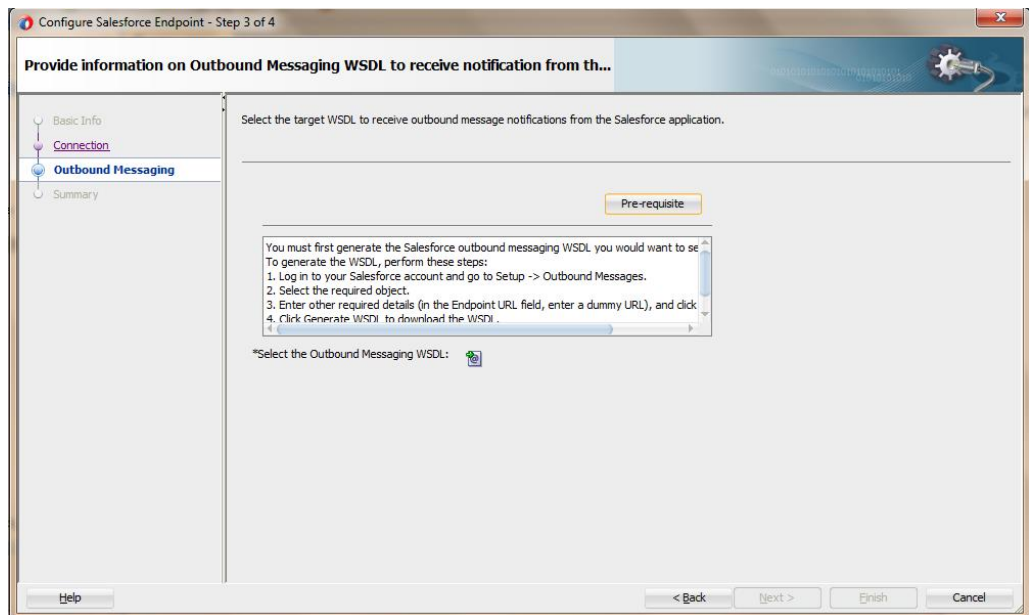 Configure Salesforce Endpoint - Step 3 of 4
Provide information on Outbound Messaging WSDL to receive notification from th...
Basic Info
Connection
Outbound Messaging
Summary
Select the target WSDL to receive outbound message notifications from the Salesforce application.
Pre-requisite
You must first generate the Salesforce outbound messaging WSDL you would want to se
To generate the WSDL, perform these steps:
1. Log in to your Salesforce account and go to Setup -> Outbound Messages.
2. Select the required object.
3. Enter other required details (in the Endpoint URL field, enter a dummy URL), and click
4. Click Generate WSDL to download the WSDL.
*Select the Outbound Messaging WSDL:
Help
< Back
Next >
Finish
Cancel